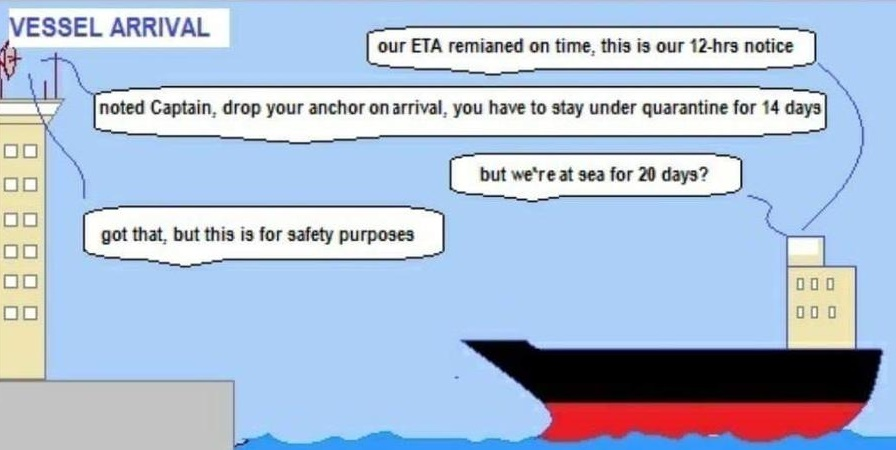 VESSEL ARRIVAL
our ETA remianed on time, this is our 12-hrs notice
noted Captain, drop your anchor on arrival, you have to stay under quarantine for 14 days
but we're at sea for 20 days?
got that, but this is for safety purposes